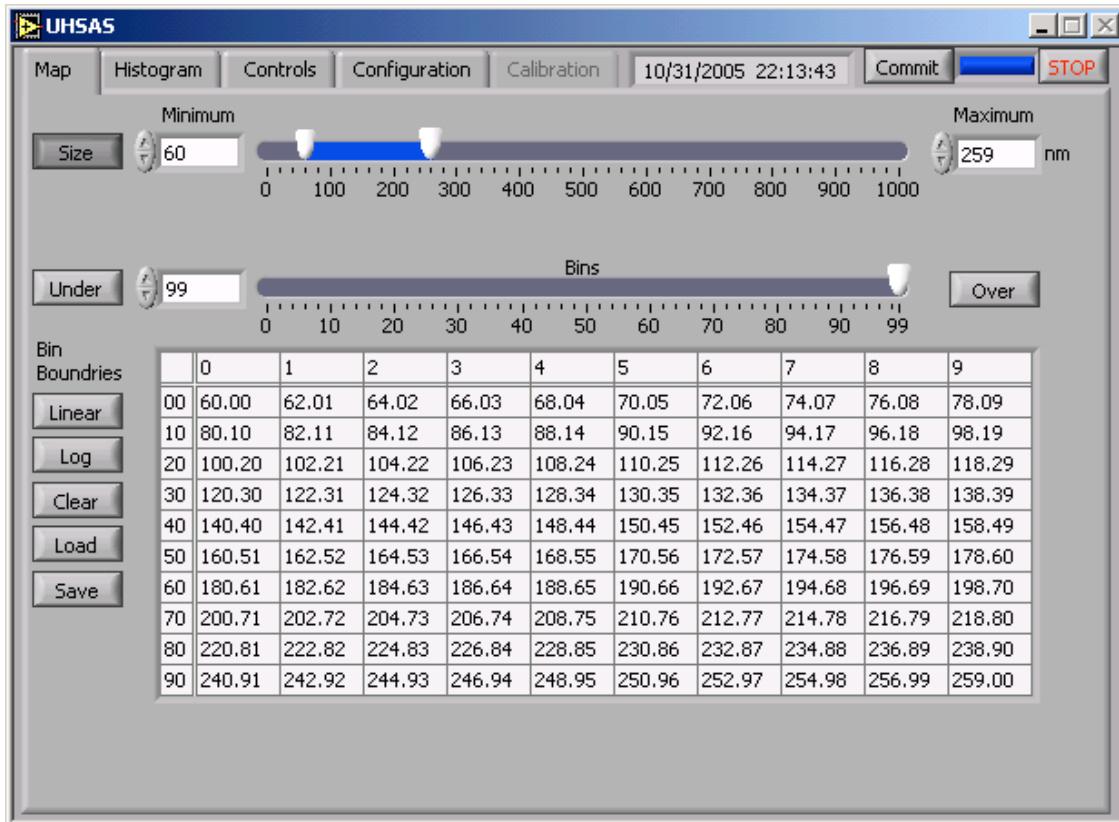 UHSAS
Map Histogram Controls Configuration Calibration 10/31/2005 22:13:43 Commit STOP
Minimum Maximum
Size 60 259 nm
0 100 200 300 400 500 600 700 800 900 1000
Bins
Under 99 Over
0 10 20 30 40 50 60 70 80 90 99
Bin
Boundries
Linear
Log
Clear
Load
Save
0 1 2 3 4 5 6 7 8 9
00 60.00 62.01 64.02 66.03 68.04 70.05 72.06 74.07 76.08 78.09
10 80.10 82.11 84.12 86.13 88.14 90.15 92.16 94.17 96.18 98.19
20 100.20 102.21 104.22 106.23 108.24 110.25 112.26 114.27 116.28 118.29
30 120.30 122.31 124.32 126.33 128.34 130.35 132.36 134.37 136.38 138.39
40 140.40 142.41 144.42 146.43 148.44 150.45 152.46 154.47 156.48 158.49
50 160.51 162.52 164.53 166.54 168.55 170.56 172.57 174.58 176.59 178.60
60 180.61 182.62 184.63 186.64 188.65 190.66 192.67 194.68 196.69 198.70
70 200.71 202.72 204.73 206.74 208.75 210.76 212.77 214.78 216.79 218.80
80 220.81 222.82 224.83 226.84 228.85 230.86 232.87 234.88 236.89 238.90
90 240.91 242.92 244.93 246.94 248.95 250.96 252.97 254.98 256.99 259.00